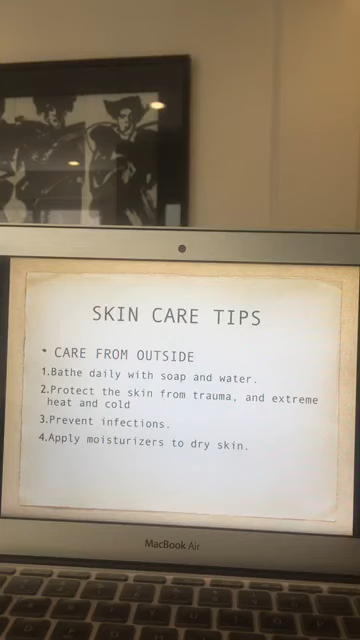 SKIN CARE TIPS
• CARE FROM OUTSIDE
1.Bathe daily with soap and water.
2.Protect the skin from trauma, and extreme
heat and cold
3.Prevent infections.
4.Apply moisturizers to dry skin.
MacBook Air